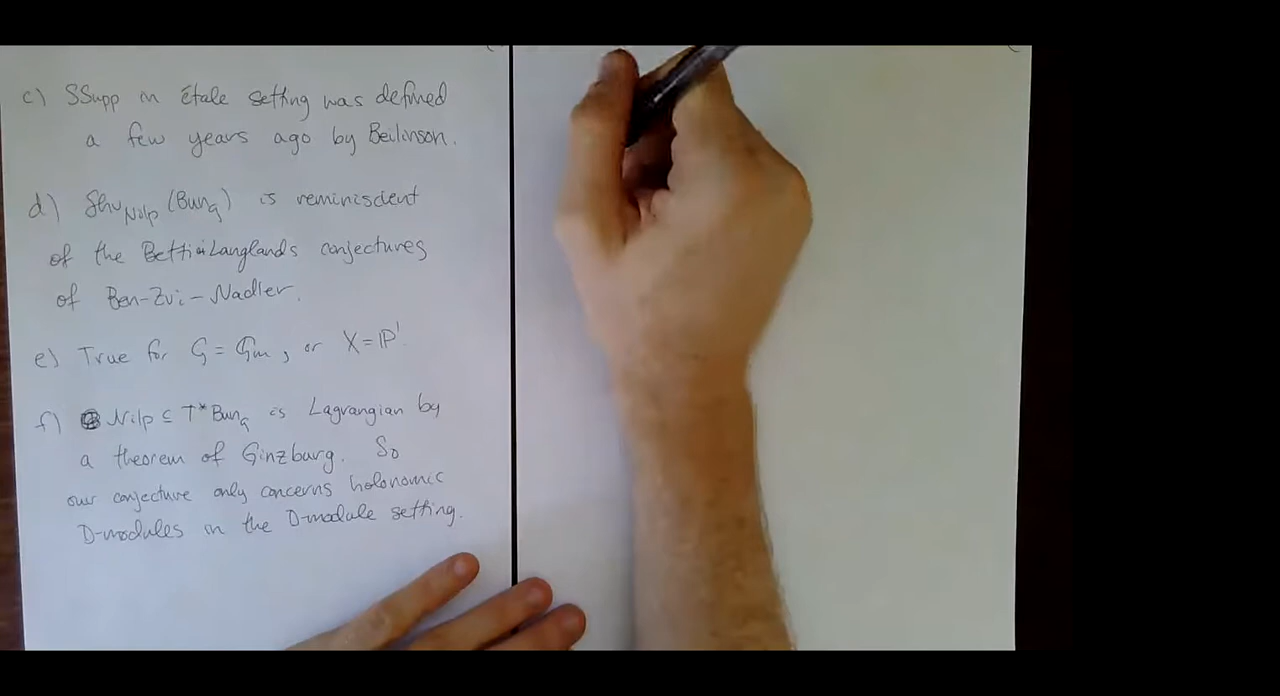 c) SSupp in étale setting was defined
a few years ago by Beilinson.
d) Shv_Nilp (Bun_G) is reminiscent
of the Betti Langlands conjectures
of Ben-Zvi - Nadler.
e) True for G = G_m, or X = ℙ¹.
f) Nilp ⊆ T*Bun_G is Lagrangian by
a theorem of Ginzburg. So
our conjecture only concerns holonomic
D-modules in the D-module setting.